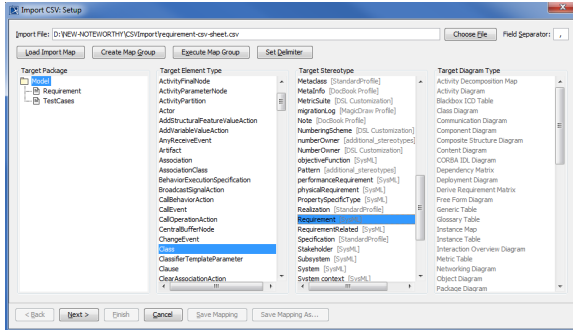 Import CSV: Setup
Import File: D:\NEW-NOTEWORTHY\CSVImport\requirement-csv-sheet.csv Choose File Field Separator: ,
Load Import Map Create Map Group Execute Map Group Set Delimiter
Target Package
Model
Requirement
TestCases
Target Element Type
ActivityFinalNode
ActivityParameterNode
ActivityPartition
Actor
AddStructuralFeatureValueAction
AddVariableValueAction
AnyReceiveEvent
Artifact
Association
AssociationClass
BehaviorExecutionSpecification
BroadcastSignalAction
CallBehaviorAction
CallEvent
CallOperationAction
CentralBufferNode
ChangeEvent
Class
ClassifierTemplateParameter
Clause
ClearAssociationAction
Target Stereotype
Metaclass [StandardProfile]
MetaInfo [DocBook Profile]
MetricSuite [DSL Customization]
migrationLog [MagicDraw Profile]
Note [DocBook Profile]
NumberingScheme [DSL Customization]
numberOwner [additional_stereotypes]
NumberOwner [DSL Customization]
objectiveFunction [SysML]
Pattern [additional_stereotypes]
performanceRequirement [SysML]
physicalRequirement [SysML]
PropertySpecificType [SysML]
Realization [StandardProfile]
Requirement [SysML]
RequirementRelated [SysML]
Specification [StandardProfile]
Stakeholder [SysML]
Subsystem [SysML]
System [SysML]
System context [SysML]
Target Diagram Type
Activity Decomposition Map
Activity Diagram
Blackbox ICD Table
Class Diagram
Communication Diagram
Component Diagram
Composite Structure Diagram
Content Diagram
CORBA IDL Diagram
Dependency Matrix
Deployment Diagram
Derive Requirement Matrix
Free Form Diagram
Generic Table
Glossary Table
Instance Map
Instance Table
Interaction Overview Diagram
Metric Table
Networking Diagram
Object Diagram
Package Diagram
< Back Next > Finish Cancel Save Mapping Save Mapping As...